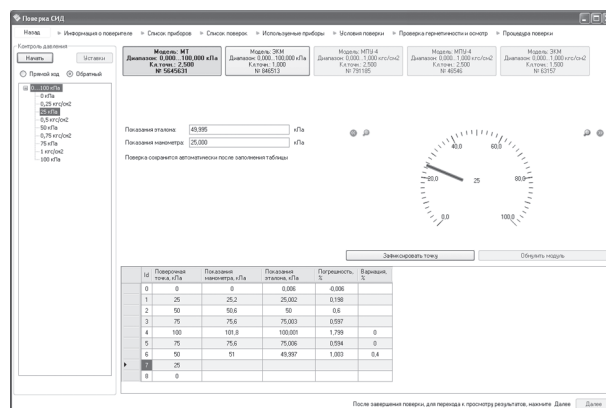 Поверка СИД
Назад
Информация о поверителе
Список приборов
Список поверок
Используемые приборы
Условия поверки
Проверка герметичности и осмотр
Процедура поверки
Контроль давления
Начать
Уставки
Прямой ход
Обратный
0...100 кПа
0 кПа
0,25 кгс/см2
25 кПа
0,5 кгс/см2
50 кПа
0,75 кгс/см2
75 кПа
1 кгс/см2
100 кПа
Модель: МТ
Диапазон: 0,000...100,000 кПа
Кл.точн.: 2,500
№ 5645631
Модель: ЭКМ
Диапазон: 0,000...100,000 кПа
Кл.точн.: 1,000
№ 846513
Модель: МПУ-4
Диапазон: 0,000...1,000 кгс/см2
Кл.точн.: 2,500
№ 791185
Модель: МПУ-4
Диапазон: 0,000...1,000 кгс/см2
Кл.точн.: 2,500
№ 46546
Модель: ЭКМ
Диапазон: 0,000...1,000 кгс/см2
Кл.точн.: 1,500
№ 63157
Показания эталона: 49,995 кПа
Показания манометра: 25,000 кПа
Поверка сохранится автоматически после заполнения таблицы
40,0 60,0
20,0 25 80,0
0,0 100,0
Зафиксировать точку
Обнулить модуль
Id Поверочная точка, кПа Показания манометра, кПа Показания эталона, кПа Погрешность, % Вариация, %
0 0 0 0,006 -0,006
1 25 25,2 25,002 0,198
2 50 50,6 50 0,6
3 75 75,6 75,003 0,597
4 100 101,8 100,001 1,799 0
5 75 75,6 75,006 0,594 0
6 50 51 49,997 1,003 0,4
7 25
8 0
После завершения поверки, для перехода к просмотру результатов, нажмите Далее
Далее